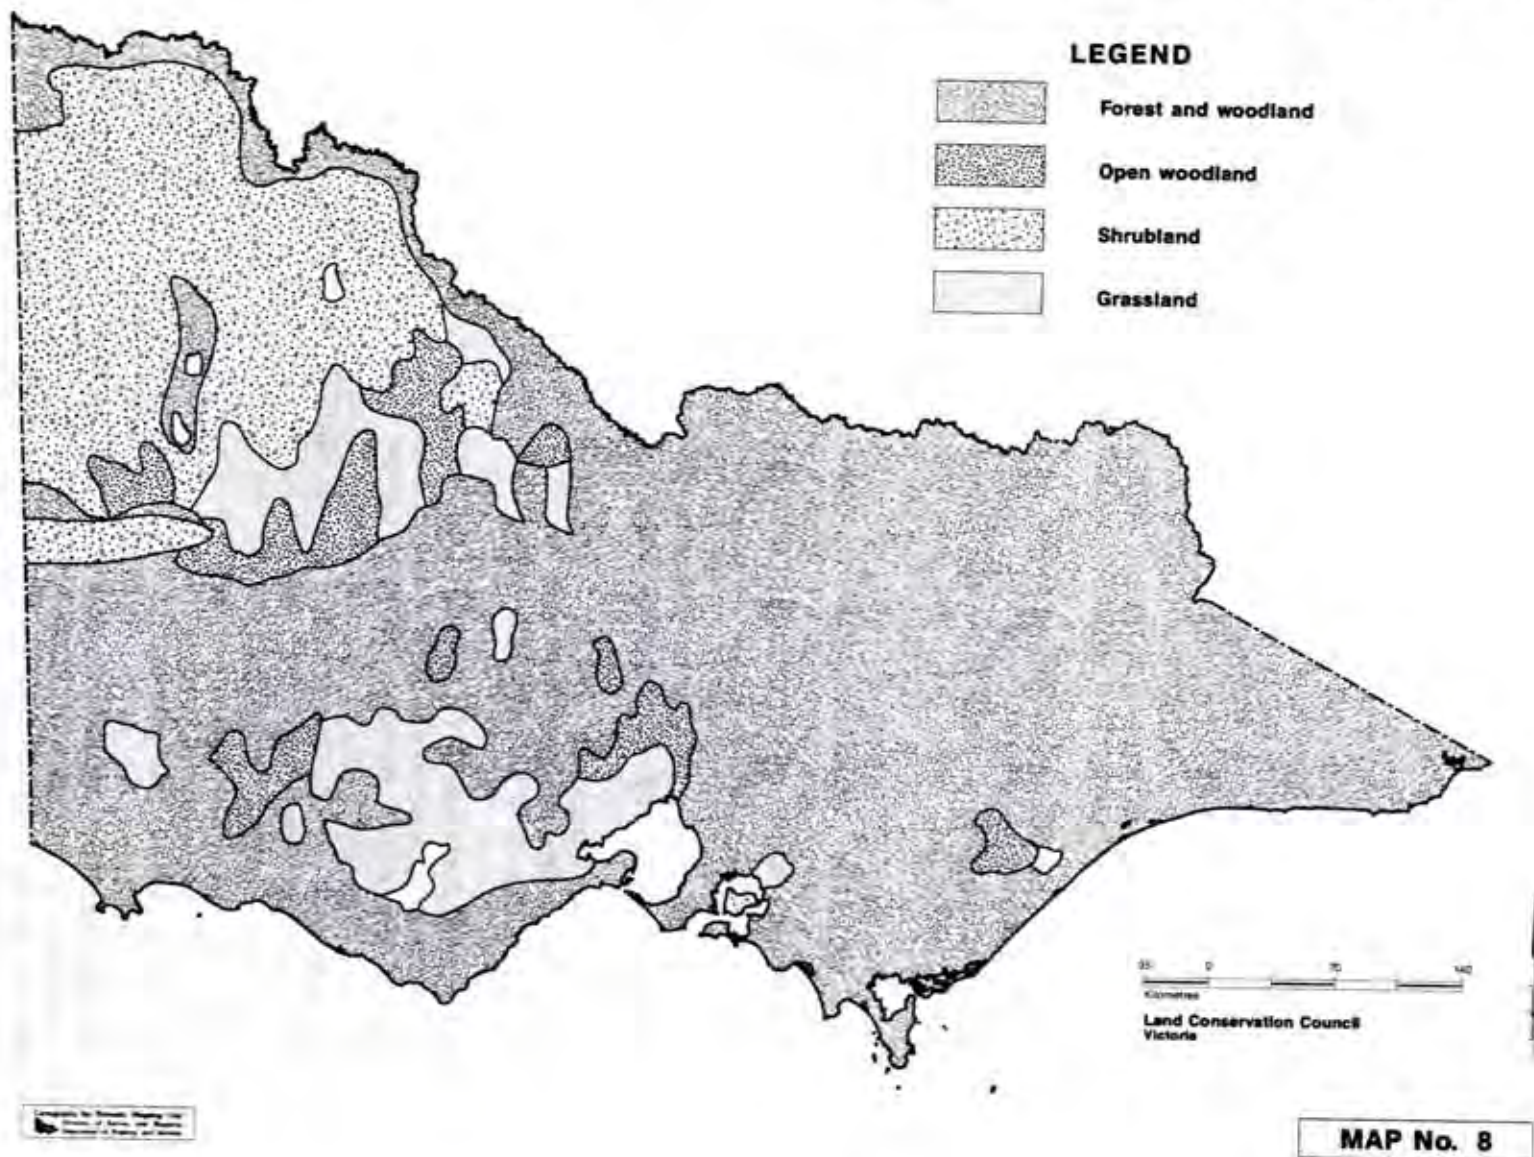 LEGEND
Forest and woodland
Open woodland
Shrubland
Grassland
35 0 70 140
Kilometres
Land Conservation Council
Victoria
MAP No. 8